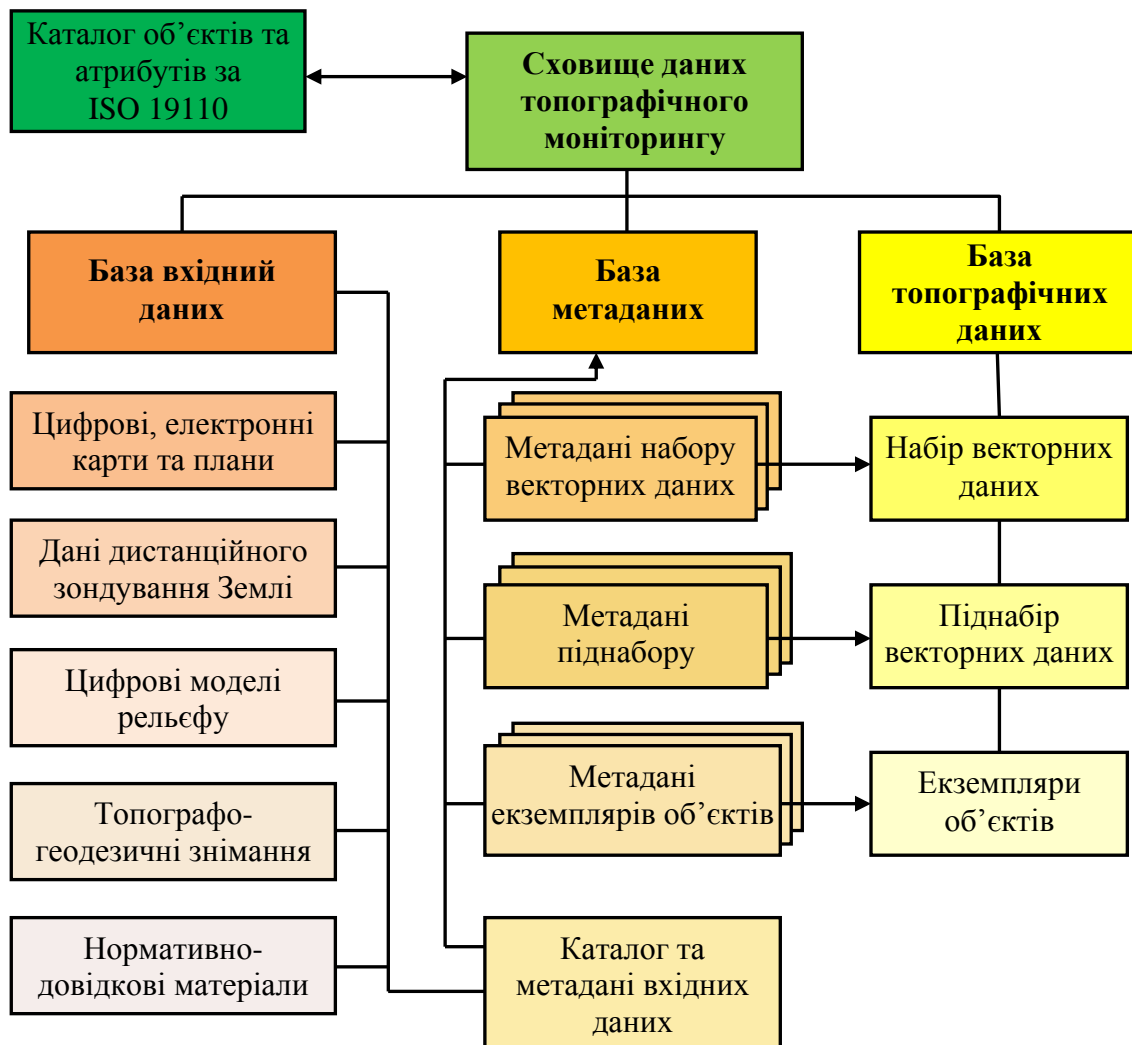 Каталог об’єктів та
атрибутів за
ISO 19110
Сховище даних
топографічного
моніторингу
База вхідний
даних
База
метаданих
База
топографічних
даних
Цифрові, електронні
карти та плани
Метадані набору
векторних даних
Набір векторних
даних
Дані дистанційного
зондування Землі
Метадані
піднабору
Піднабір
векторних даних
Цифрові моделі
рельєфу
Метадані
екземплярів об’єктів
Екземпляри
об’єктів
Топографо-
геодезичні знімання
Нормативно-
довідкові матеріали
Каталог та
метадані вхідних
даних